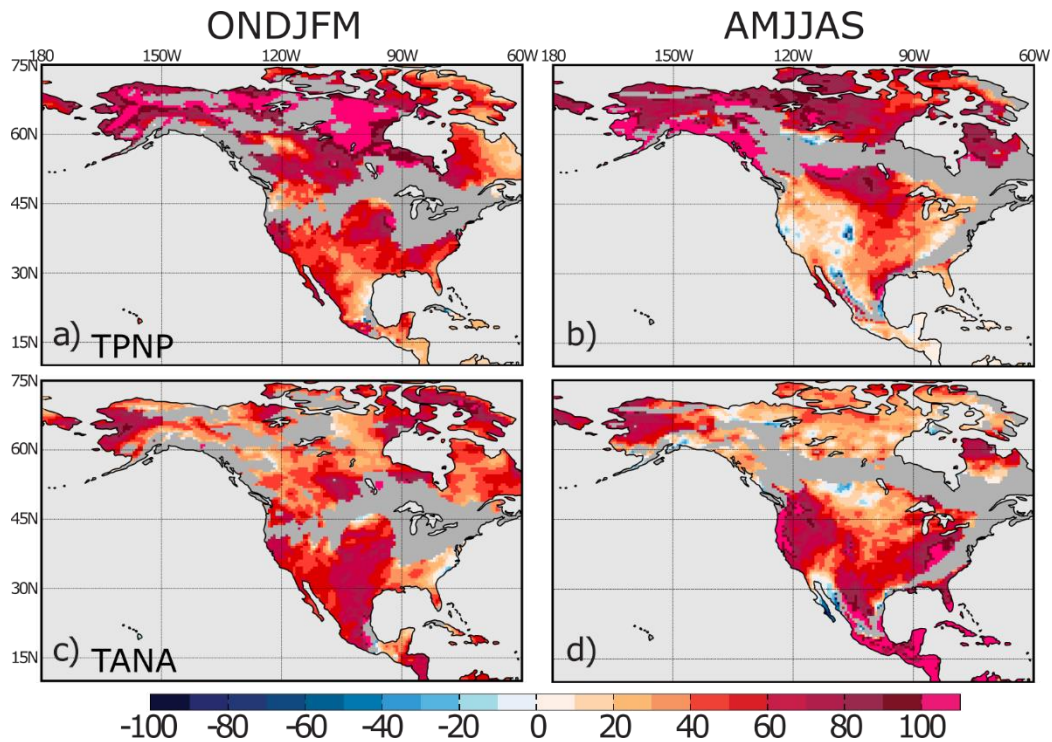 ONDJFM AMJJAS
180 150W 120W 90W 60W 180 150W 120W 90W 60W
75N
60N
45N
30N
15N
a) TPNP b)
75N
60N
45N
30N
15N
c) TANA d)
-100 -80 -60 -40 -20 0 20 40 60 80 100